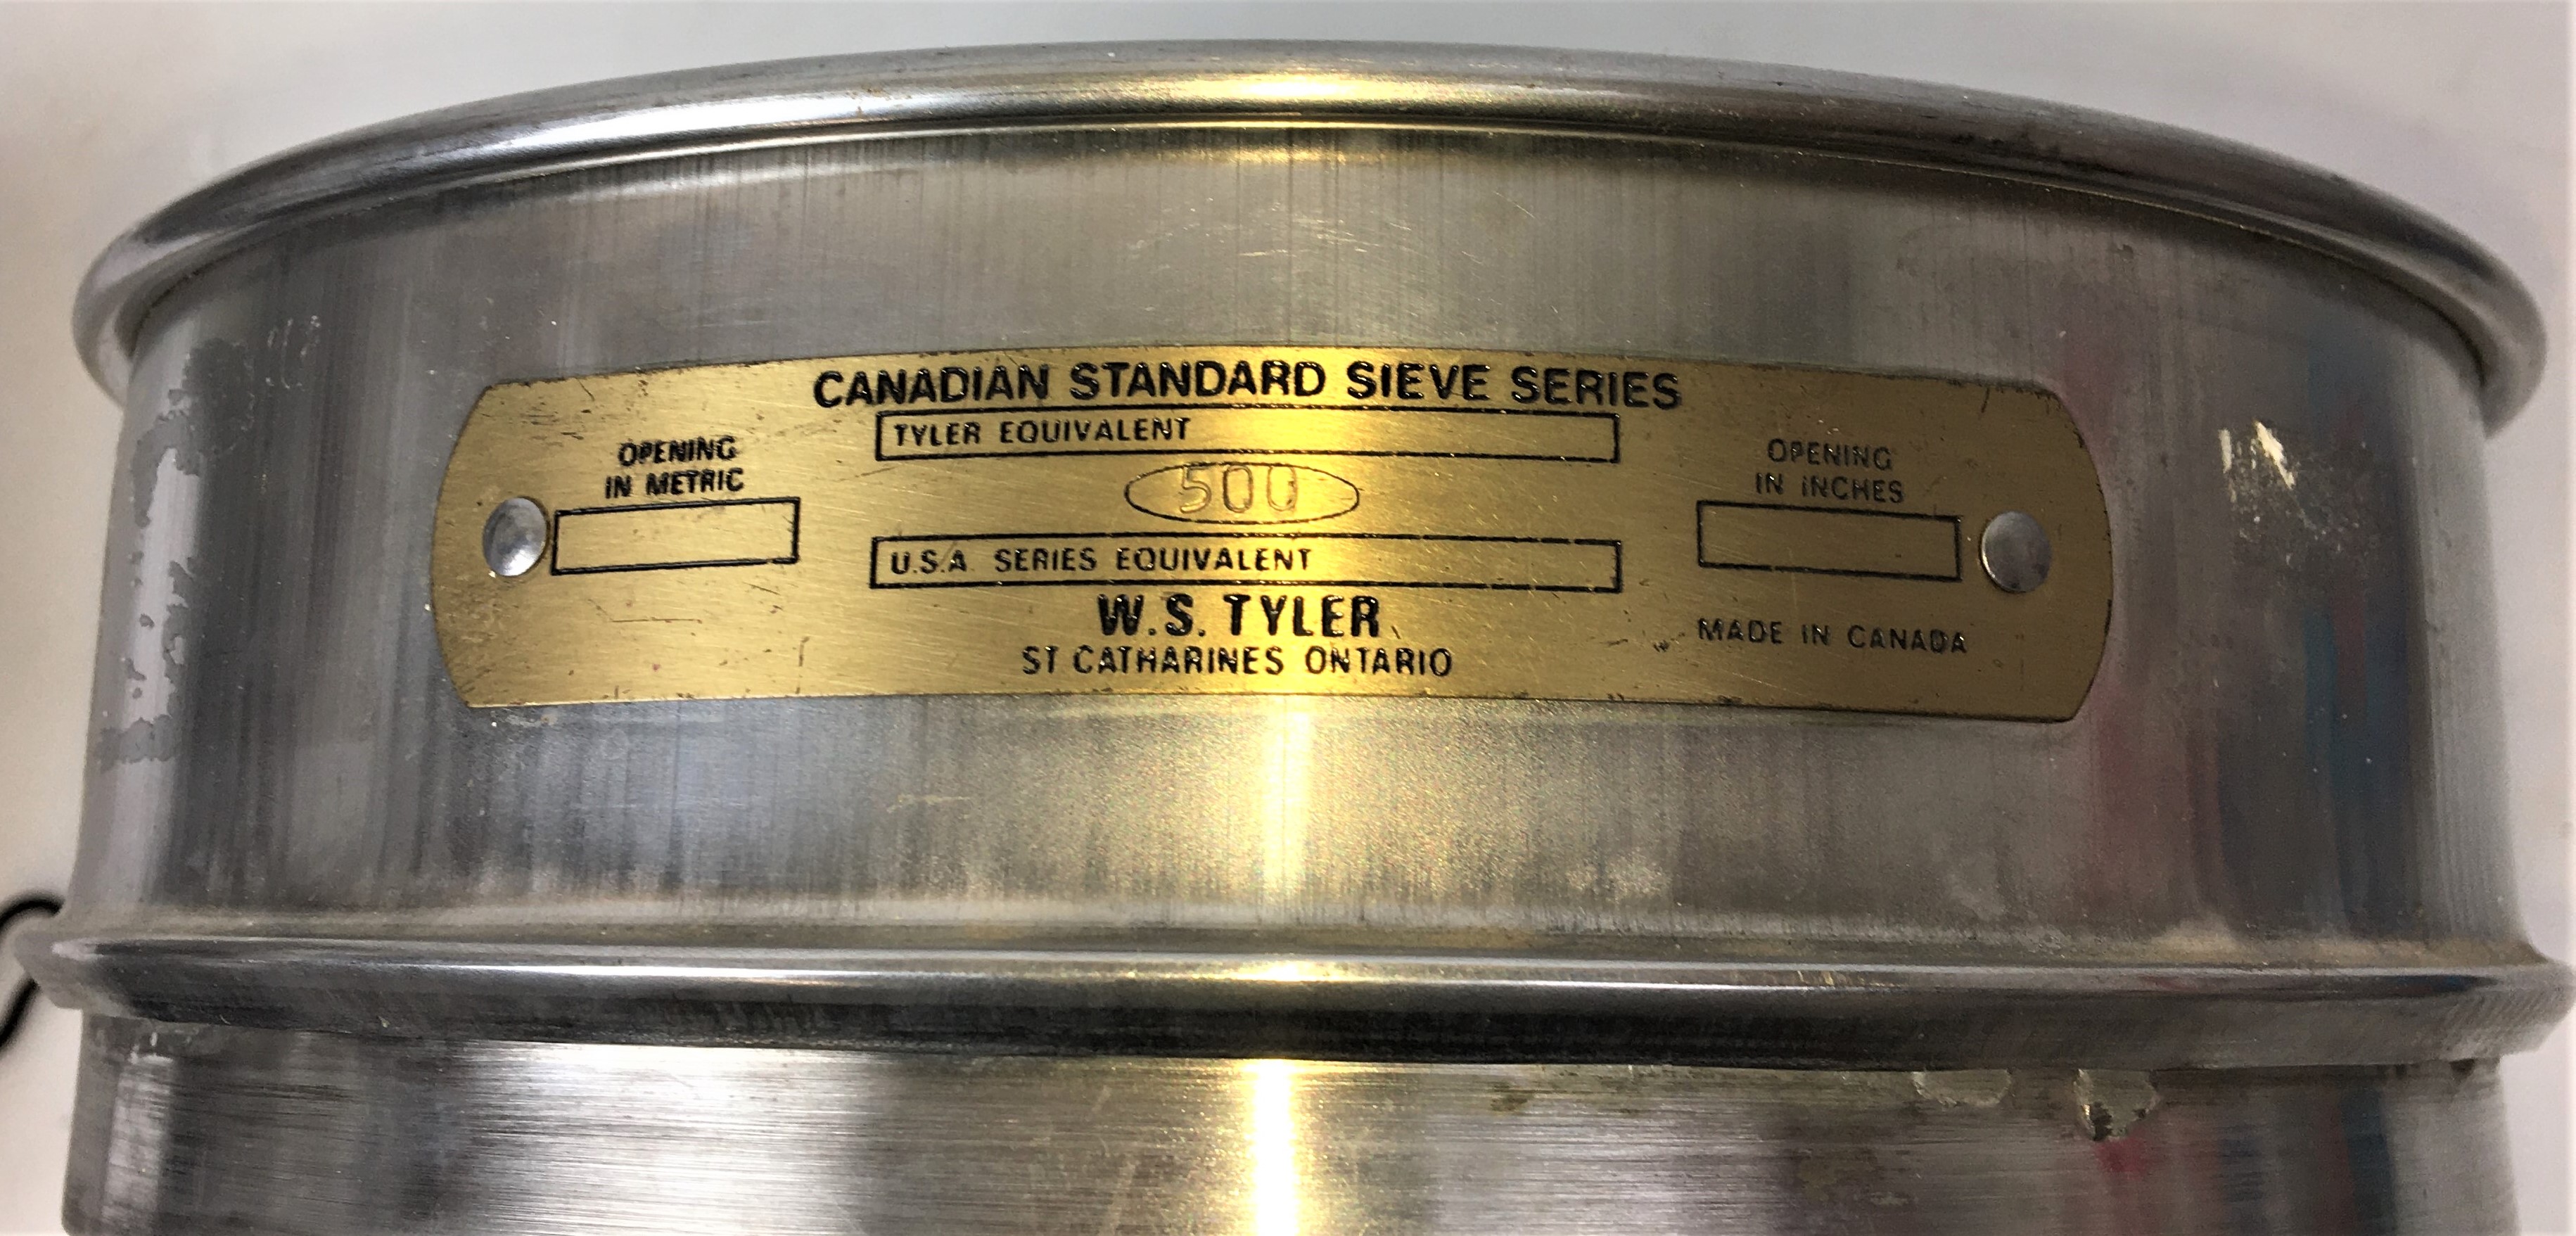 CANADIAN STANDARD SIEVE SERIES
TYLER EQUIVALENT
OPENING
IN METRIC
500
OPENING
IN INCHES
U.S.A. SERIES EQUIVALENT
W.S. TYLER
ST CATHARINES ONTARIO
MADE IN CANADA